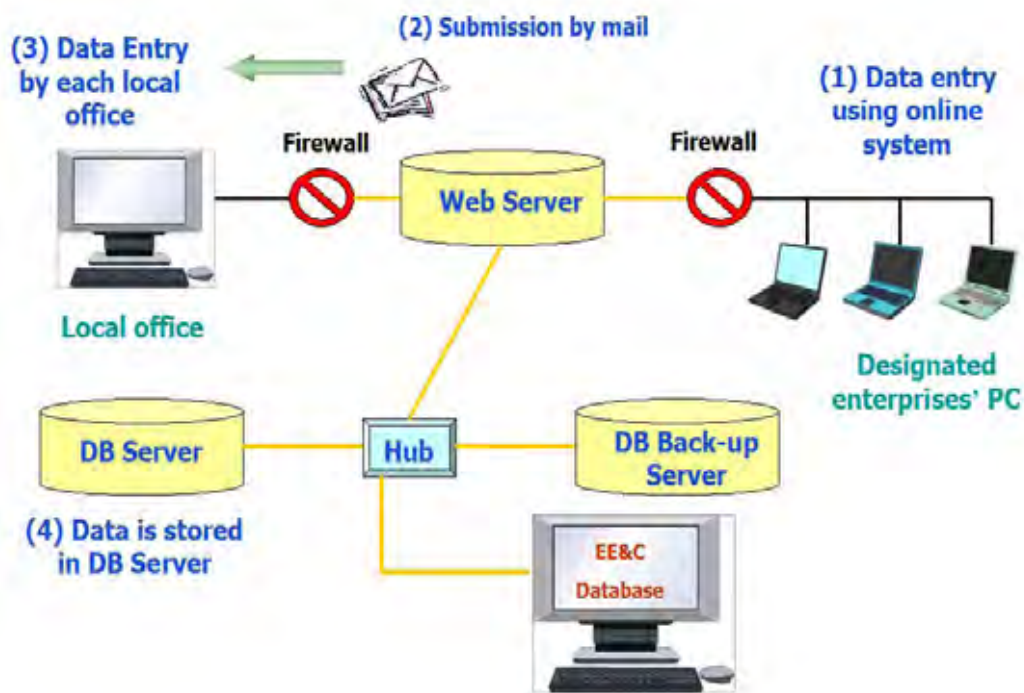 (2) Submission by mail
(3) Data Entry
by each local
office
(1) Data entry
using online
system
Firewall
Firewall
Web Server
Local office
Designated
enterprises' PC
DB Server
Hub
DB Back-up
Server
(4) Data is stored
in DB Server
EE&C
Database